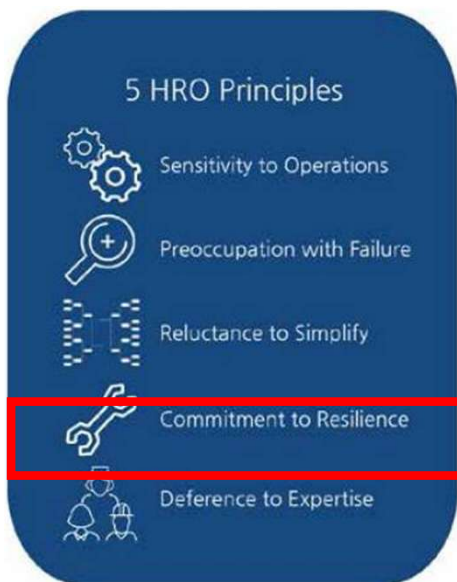 5 HRO Principles
Sensitivity to Operations
Preoccupation with Failure
Reluctance to Simplify
Commitment to Resilience
Deference to Expertise